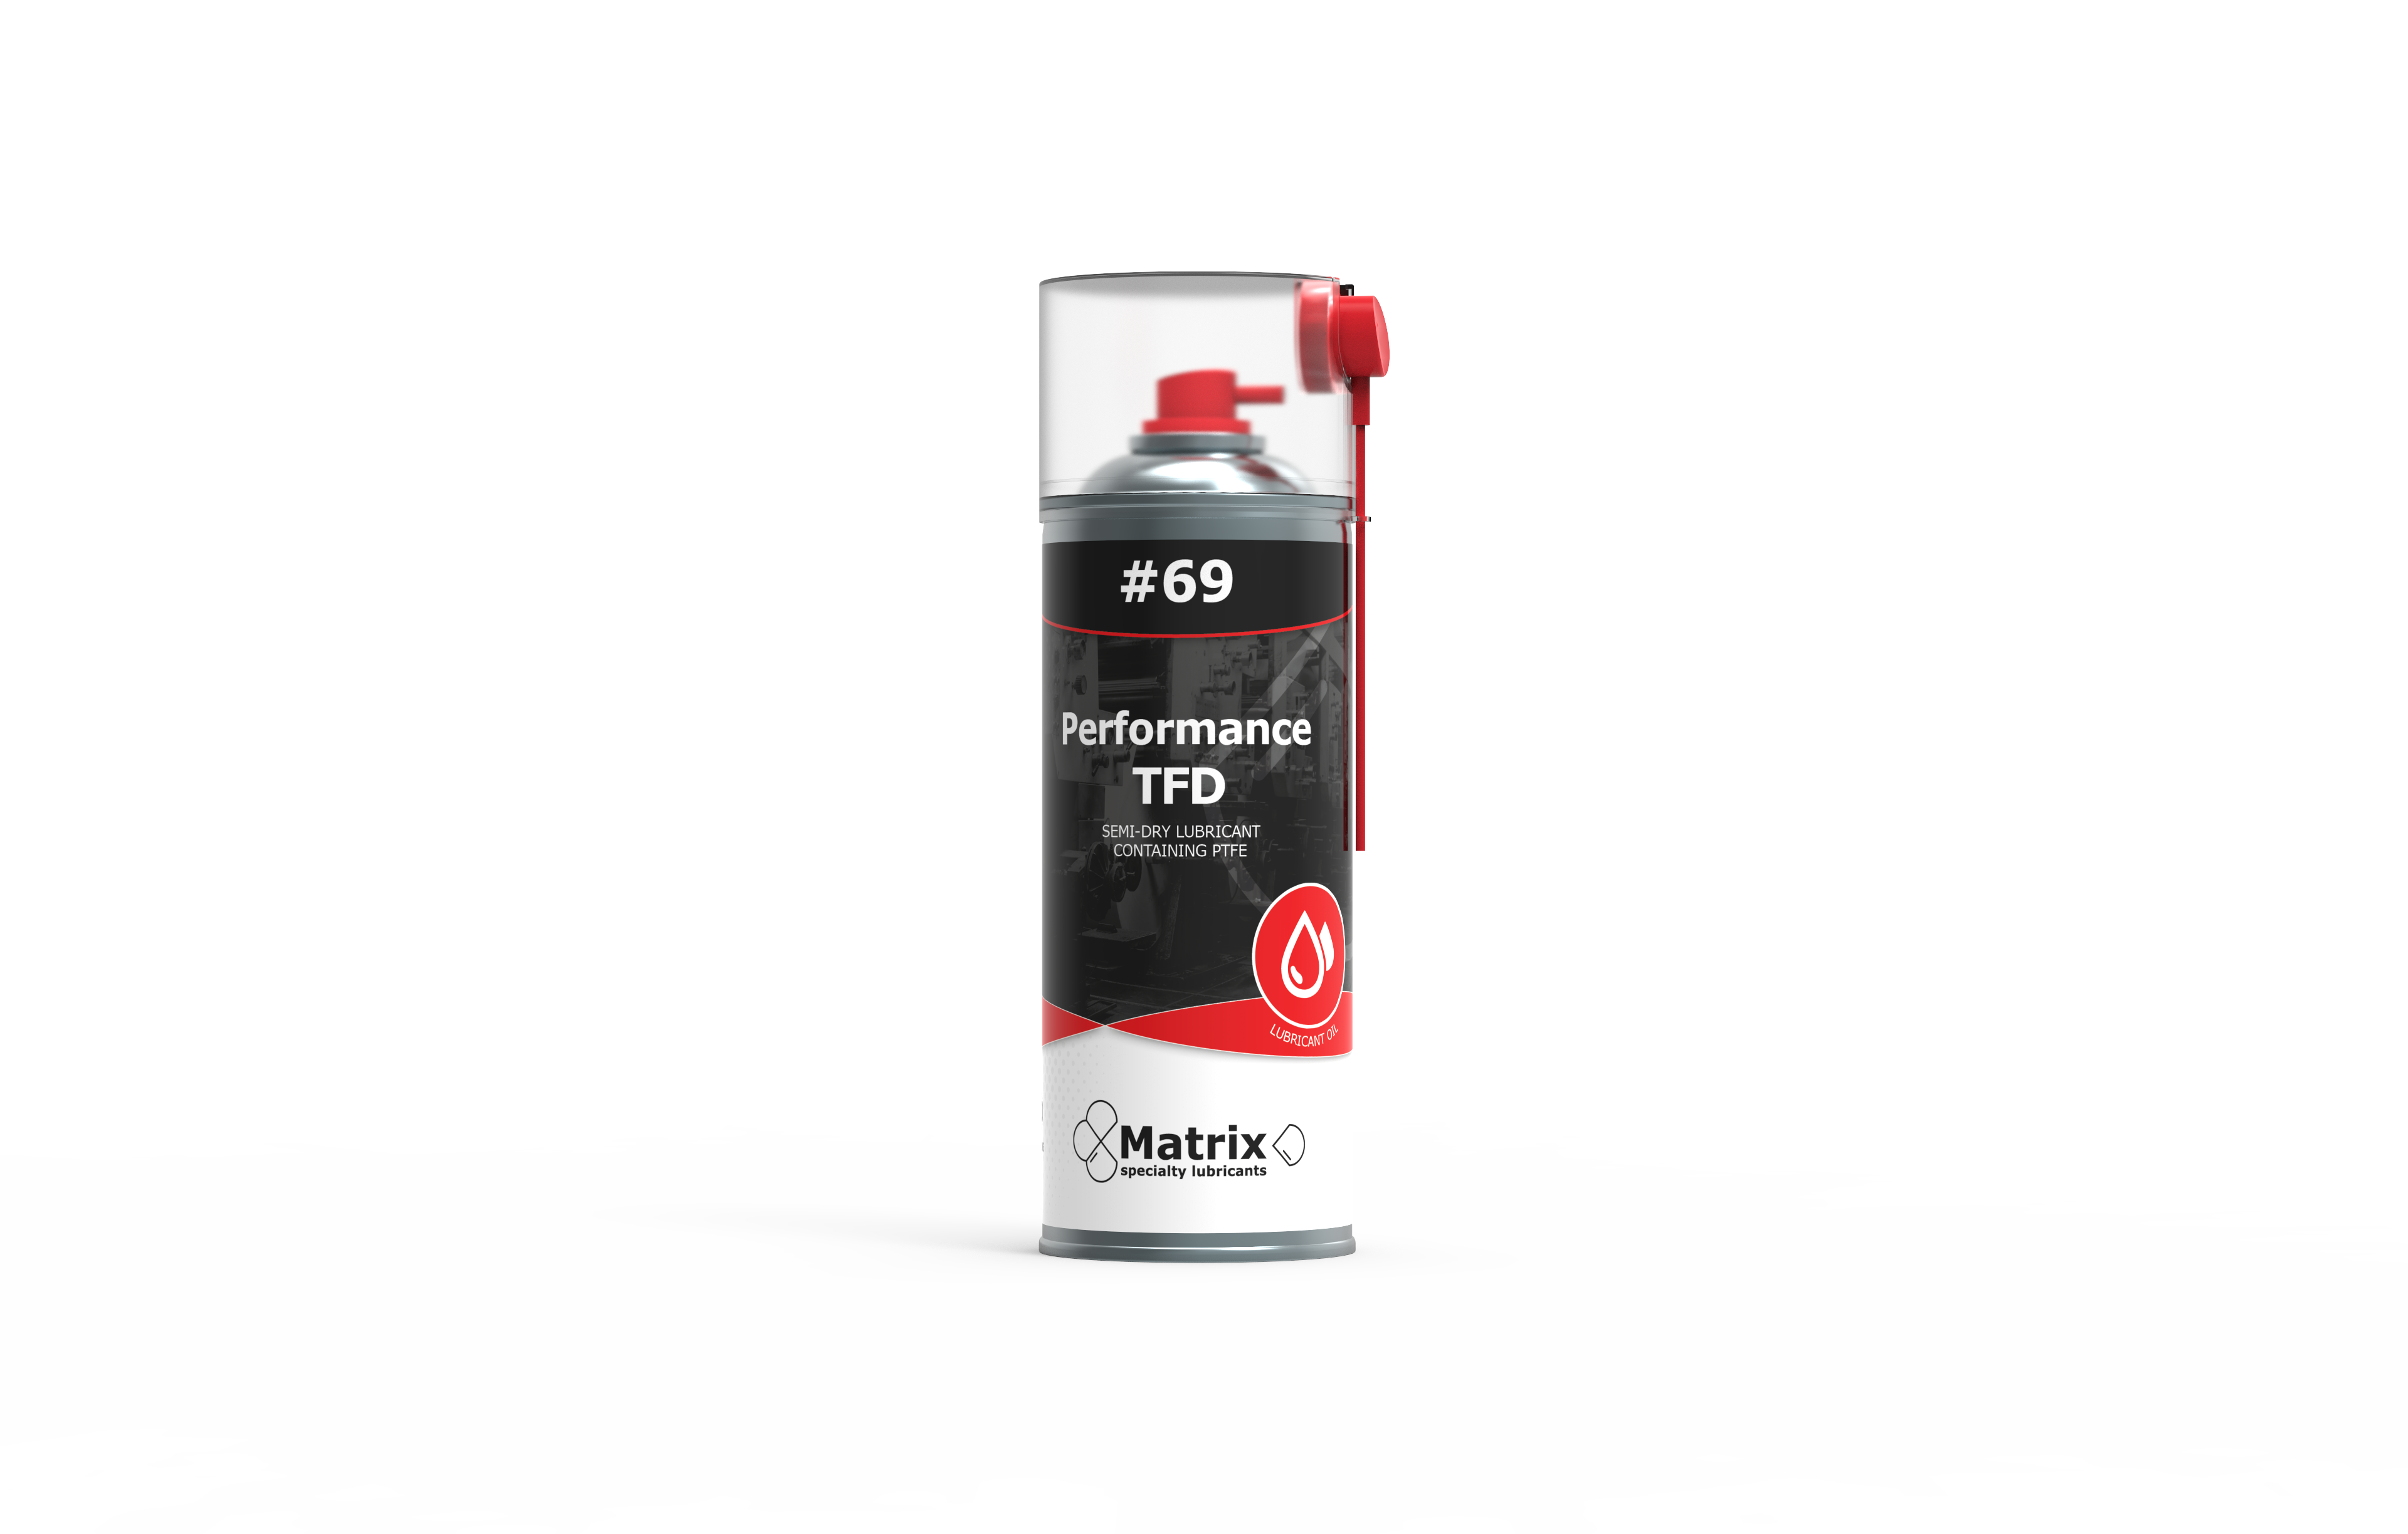 #69
Performance
TFD
SEMI-DRY LUBRICANT
CONTAINING PTFE
LUBRICANT OIL
Matrix
specialty lubricants